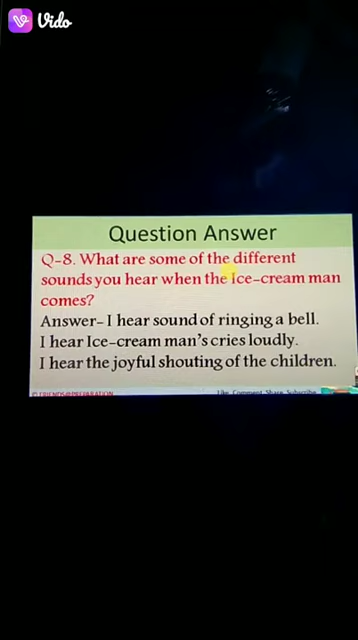 Vido
Question Answer
Q-8. What are some of the different
sounds you hear when the Ice-cream man
comes?
Answer- I hear sound of ringing a bell.
I hear Ice-cream man's cries loudly.
I hear the joyful shouting of the children.
Like Comment Share Subscribe